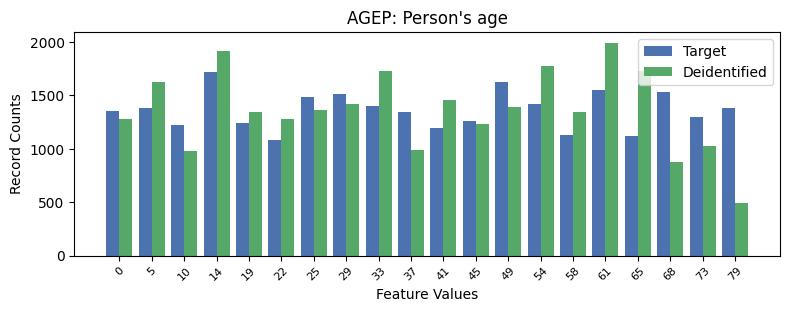 AGEP: Person's age
Record Counts
2000
1500
1000
500
0
Target
Deidentified
0 5 10 14 19 22 25 29 33 37 41 45 49 54 58 61 65 68 73 79
Feature Values